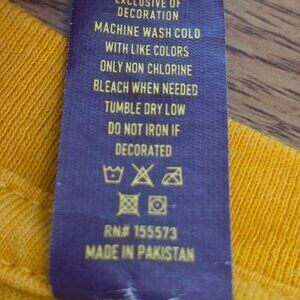 EXCLUSIVE OF
DECORATION
MACHINE WASH COLD
WITH LIKE COLORS
ONLY NON CHLORINE
BLEACH WHEN NEEDED
TUMBLE DRY LOW
DO NOT IRON IF
DECORATED
RN# 155573
MADE IN PAKISTAN